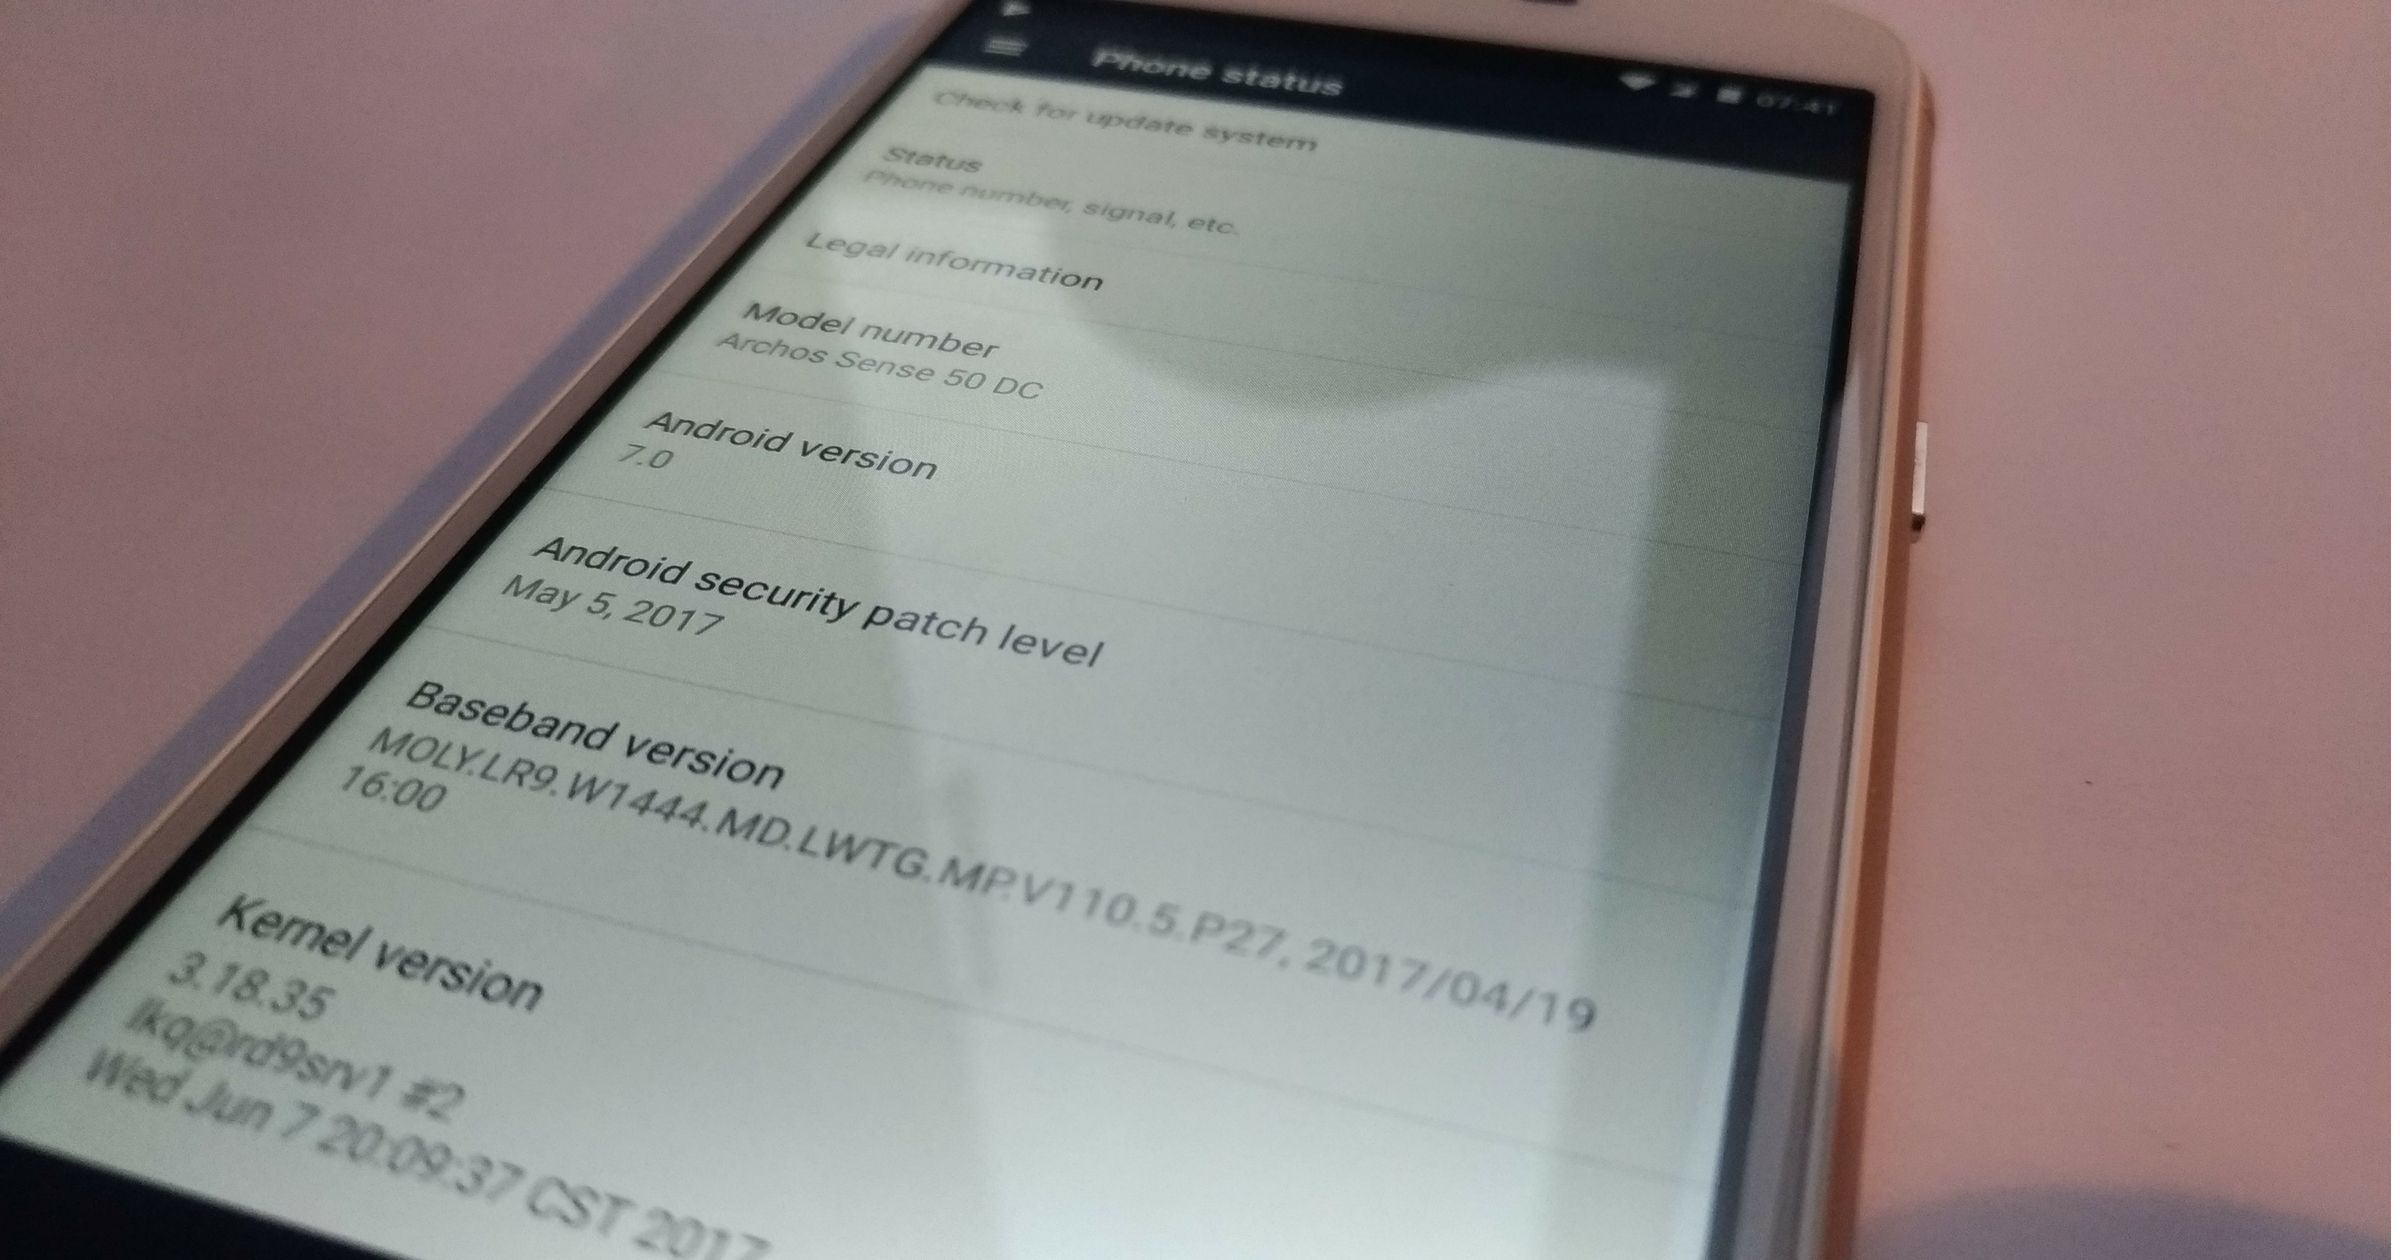 Phone status
07:41
Check for update system
Status
Phone number, signal, etc.
Legal information
Model number
Archos Sense 50 DC
Android version
7.0
Android security patch level
May 5, 2017
Baseband version
MOLY.LR9.W1444.MD.LWTG.MP.V110.5.P27, 2017/04/19
16:00
Kernel version
3.18.35
lkq@rd9srv1 #2
Wed Jun 7 20:09:37 CST 2017